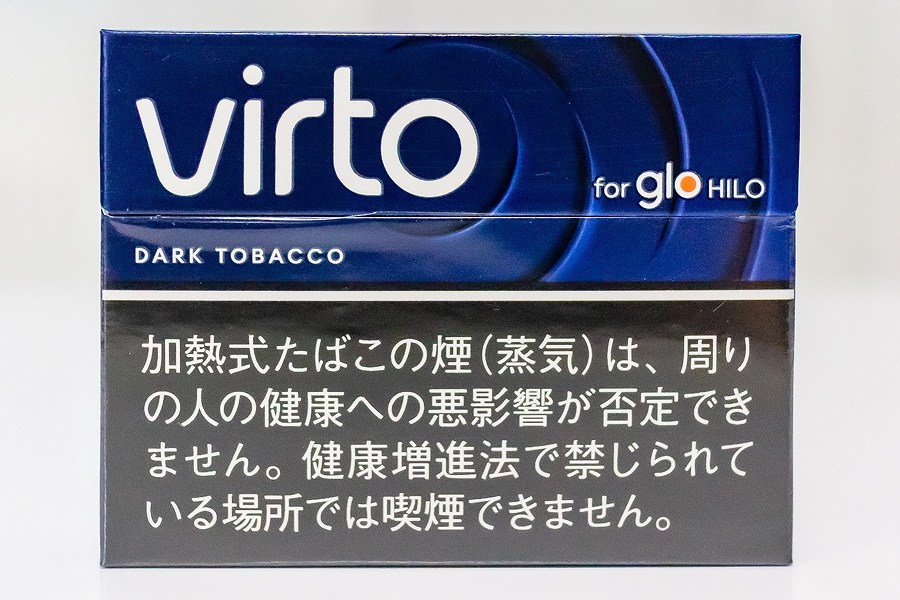 virto
for glo HILO
DARK TOBACCO
加熱式たばこの煙(蒸気)は、周り
の人の健康への悪影響が否定でき
ません。健康増進法で禁じられて
いる場所では喫煙できません。